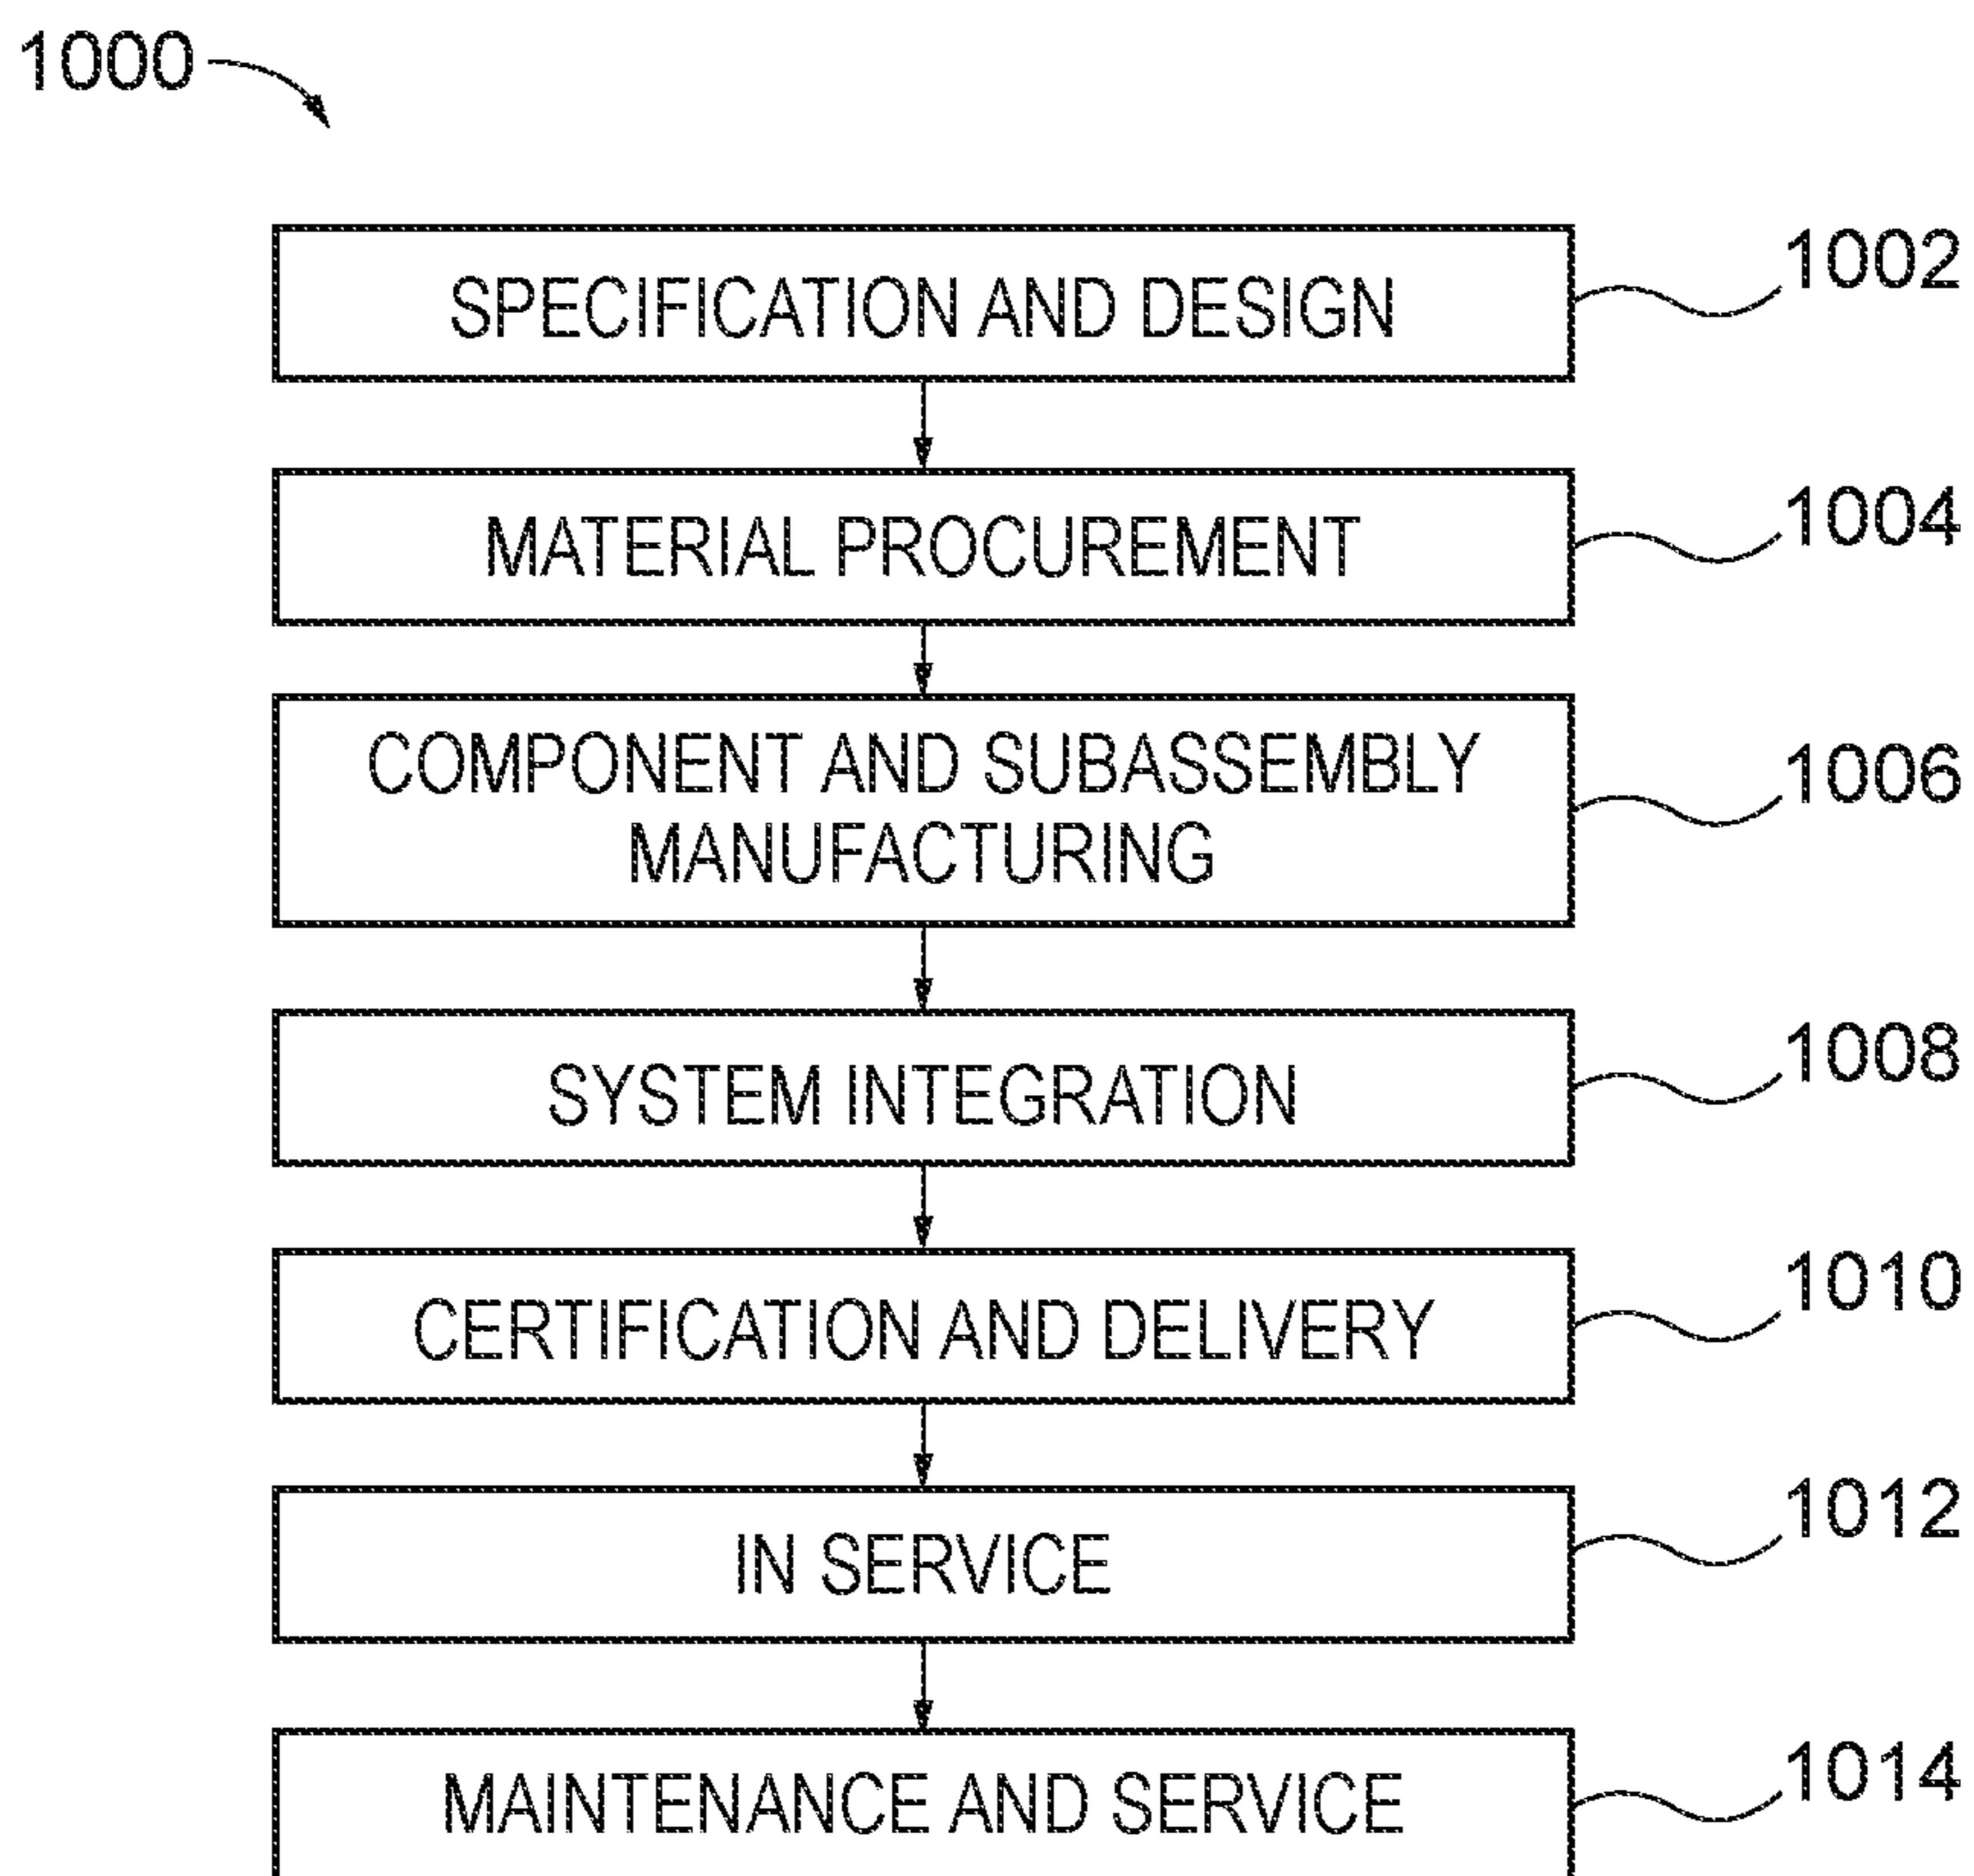 1000
SPECIFICATION AND DESIGN
1002
MATERIAL PROCUREMENT
1004
COMPONENT AND SUBASSEMBLY
MANUFACTURING
1006
SYSTEM INTEGRATION
1008
CERTIFICATION AND DELIVERY
1010
IN SERVICE
1012
MAINTENANCE AND SERVICE
1014